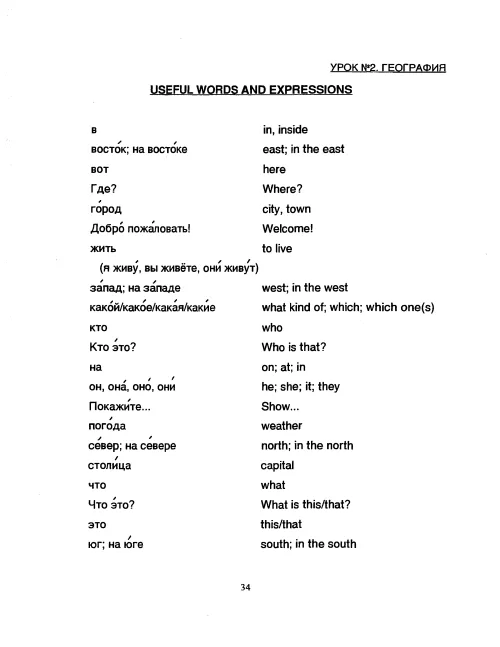 УРОК №2. ГЕОГРАФИЯ
USEFUL WORDS AND EXPRESSIONS
в in, inside
восто́к; на восто́ке east; in the east
вот here
Где? Where?
го́род city, town
Добро́ пожа́ловать! Welcome!
жить to live
(я живу́, вы живёте, они́ живу́т)
за́пад; на за́паде west; in the west
како́й/како́е/кака́я/каки́е what kind of; which; which one(s)
кто who
Кто э́то? Who is that?
на on; at; in
он, она́, оно́, они́ he; she; it; they
Покажи́те... Show...
пого́да weather
се́вер; на се́вере north; in the north
столи́ца capital
что what
Что э́то? What is this/that?
это this/that
юг; на ю́ге south; in the south
34